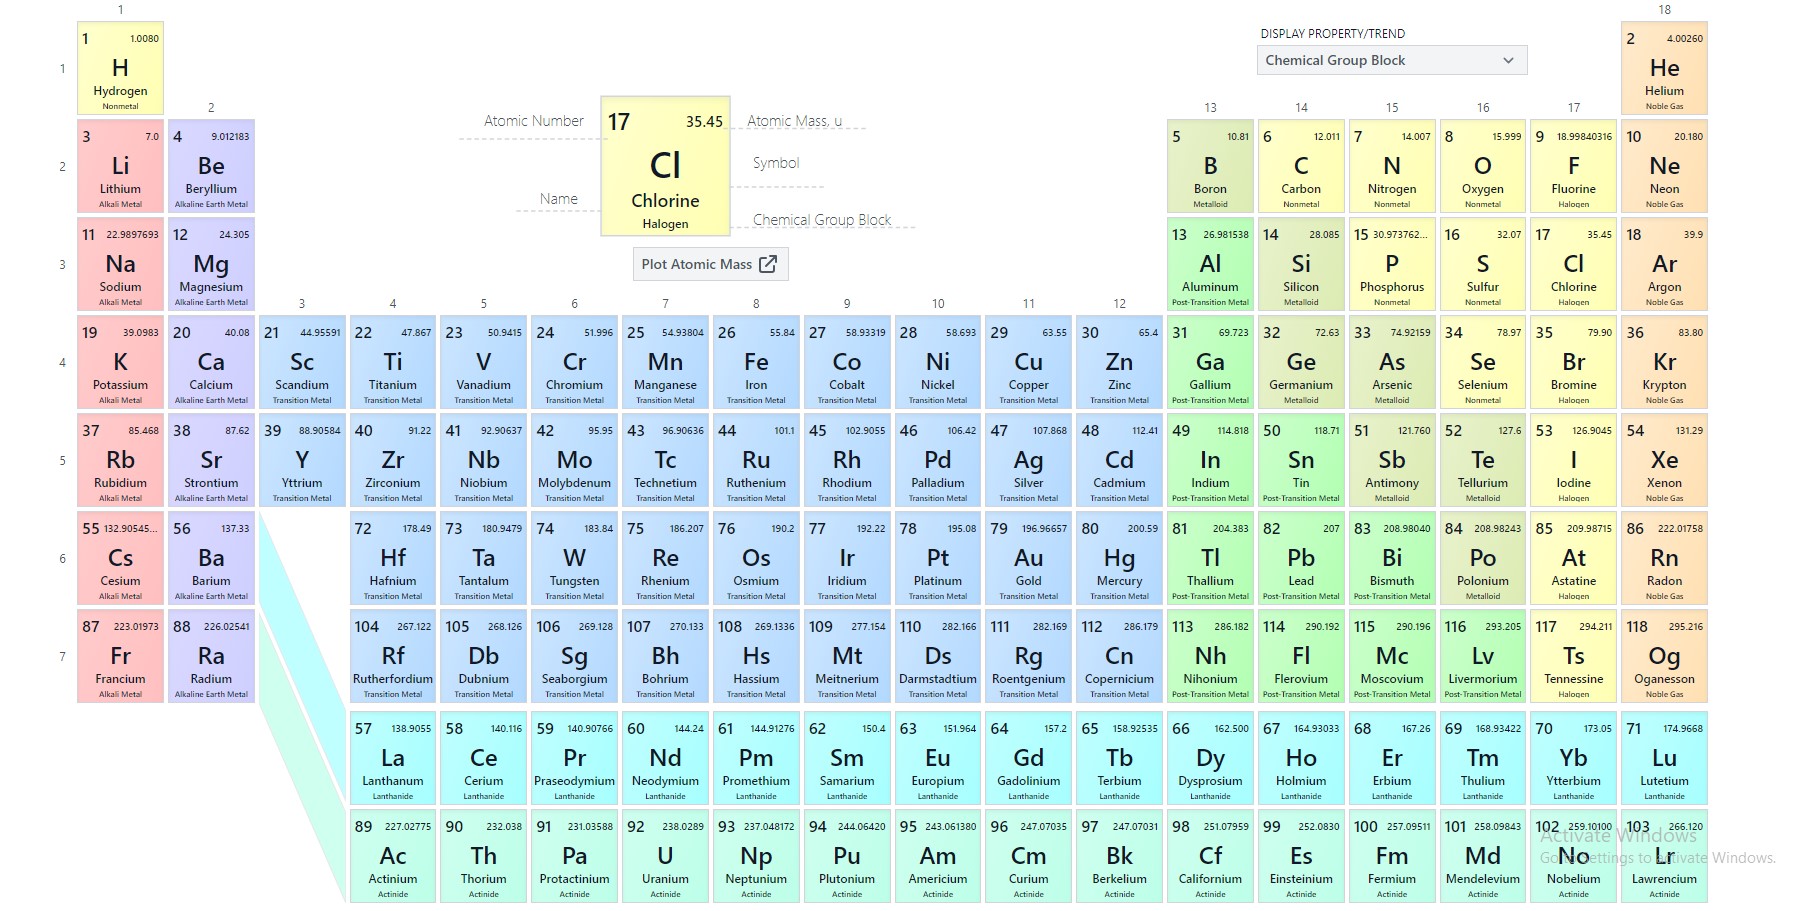 1
18
DISPLAY PROPERTY/TREND
Chemical Group Block
1 1.0080 2 4.00260
1 H He
Hydrogen Helium
Nonmetal Noble Gas
2 13 14 15 16 17
Atomic Number 17 35.45 Atomic Mass, u
Cl Symbol
Name Chlorine
Halogen Chemical Group Block
Plot Atomic Mass
3 7.0 4 9.012183 5 10.81 6 12.011 7 14.007 8 15.999 9 18.99840316 10 20.180
2 Li Be B C N O F Ne
Lithium Beryllium Boron Carbon Nitrogen Oxygen Fluorine Neon
Alkali Metal Alkaline Earth Metal Metalloid Nonmetal Nonmetal Nonmetal Halogen Noble Gas
11 22.9897693 12 24.305 13 26.981538 14 28.085 15 30.973762... 16 32.07 17 35.45 18 39.9
3 Na Mg Al Si P S Cl Ar
Sodium Magnesium Aluminum Silicon Phosphorus Sulfur Chlorine Argon
Alkali Metal Alkaline Earth Metal Post-Transition Metal Metalloid Nonmetal Nonmetal Halogen Noble Gas
3 4 5 6 7 8 9 10 11 12
19 39.0983 20 40.08 21 44.95591 22 47.867 23 50.9415 24 51.996 25 54.93804 26 55.84 27 58.93319 28 58.693 29 63.55 30 65.4 31 69.723 32 72.63 33 74.92159 34 78.97 35 79.90 36 83.80
4 K Ca Sc Ti V Cr Mn Fe Co Ni Cu Zn Ga Ge As Se Br Kr
Potassium Calcium Scandium Titanium Vanadium Chromium Manganese Iron Cobalt Nickel Copper Zinc Gallium Germanium Arsenic Selenium Bromine Krypton
Alkali Metal Alkaline Earth Metal Transition Metal Transition Metal Transition Metal Transition Metal Transition Metal Transition Metal Transition Metal Transition Metal Transition Metal Transition Metal Post-Transition Metal Metalloid Metalloid Nonmetal Halogen Noble Gas
37 85.468 38 87.62 39 88.90584 40 91.22 41 92.90637 42 95.95 43 96.90636 44 101.1 45 102.9055 46 106.42 47 107.868 48 112.41 49 114.818 50 118.71 51 121.760 52 127.6 53 126.9045 54 131.29
5 Rb Sr Y Zr Nb Mo Tc Ru Rh Pd Ag Cd In Sn Sb Te I Xe
Rubidium Strontium Yttrium Zirconium Niobium Molybdenum Technetium Ruthenium Rhodium Palladium Silver Cadmium Indium Tin Antimony Tellurium Iodine Xenon
Alkali Metal Alkaline Earth Metal Transition Metal Transition Metal Transition Metal Transition Metal Transition Metal Transition Metal Transition Metal Transition Metal Transition Metal Transition Metal Post-Transition Metal Post-Transition Metal Metalloid Metalloid Halogen Noble Gas
55 132.90545... 56 137.33 72 178.49 73 180.9479 74 183.84 75 186.207 76 190.2 77 192.22 78 195.08 79 196.96657 80 200.59 81 204.383 82 207 83 208.98040 84 208.98243 85 209.98715 86 222.01758
6 Cs Ba Hf Ta W Re Os Ir Pt Au Hg Tl Pb Bi Po At Rn
Cesium Barium Hafnium Tantalum Tungsten Rhenium Osmium Iridium Platinum Gold Mercury Thallium Lead Bismuth Polonium Astatine Radon
Alkali Metal Alkaline Earth Metal Transition Metal Transition Metal Transition Metal Transition Metal Transition Metal Transition Metal Transition Metal Transition Metal Transition Metal Post-Transition Metal Post-Transition Metal Post-Transition Metal Metalloid Halogen Noble Gas
87 223.01973 88 226.02541 104 267.122 105 268.126 106 269.128 107 270.133 108 269.1336 109 277.154 110 282.166 111 282.169 112 286.179 113 286.182 114 290.192 115 290.196 116 293.205 117 294.211 118 295.216
7 Fr Ra Rf Db Sg Bh Hs Mt Ds Rg Cn Nh Fl Mc Lv Ts Og
Francium Radium Rutherfordium Dubnium Seaborgium Bohrium Hassium Meitnerium Darmstadtium Roentgenium Copernicium Nihonium Flerovium Moscovium Livermorium Tennessine Oganesson
Alkali Metal Alkaline Earth Metal Transition Metal Transition Metal Transition Metal Transition Metal Transition Metal Transition Metal Transition Metal Transition Metal Transition Metal Post-Transition Metal Post-Transition Metal Post-Transition Metal Post-Transition Metal Halogen Noble Gas
57 138.9055 58 140.116 59 140.90766 60 144.24 61 144.91276 62 150.4 63 151.964 64 157.2 65 158.92535 66 162.500 67 164.93033 68 167.26 69 168.93422 70 173.05 71 174.9668
La Ce Pr Nd Pm Sm Eu Gd Tb Dy Ho Er Tm Yb Lu
Lanthanum Cerium Praseodymium Neodymium Promethium Samarium Europium Gadolinium Terbium Dysprosium Holmium Erbium Thulium Ytterbium Lutetium
Lanthanide Lanthanide Lanthanide Lanthanide Lanthanide Lanthanide Lanthanide Lanthanide Lanthanide Lanthanide Lanthanide Lanthanide Lanthanide Lanthanide Lanthanide
89 227.02775 90 232.038 91 231.03588 92 238.0289 93 237.048172 94 244.06420 95 243.061380 96 247.07035 97 247.07031 98 251.07959 99 252.0830 100 257.09511 101 258.09843 102 259.10100 103 266.120
Activate Windows
Ac Th Pa U Np Pu Am Cm Bk Cf Es Fm Md No Lr
Go to Settings to activate Windows.
Actinium Thorium Protactinium Uranium Neptunium Plutonium Americium Curium Berkelium Californium Einsteinium Fermium Mendelevium Nobelium Lawrencium
Actinide Actinide Actinide Actinide Actinide Actinide Actinide Actinide Actinide Actinide Actinide Actinide Actinide Actinide Actinide